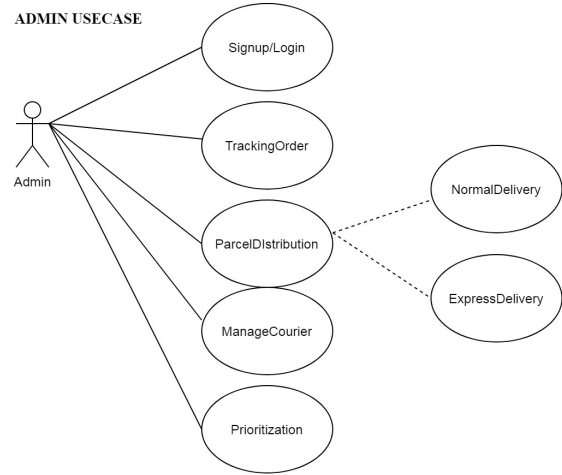 ADMIN USECASE
Signup/Login
TrackingOrder
Admin
NormalDelivery
ParcelDIstribution
ExpressDelivery
ManageCourier
Prioritization